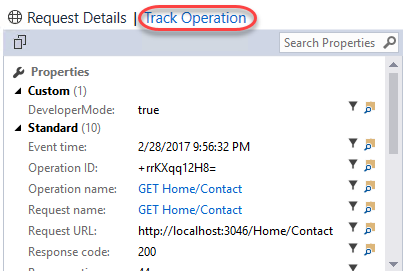 Request Details | Track Operation
Search Properties
Properties
Custom (1)
DeveloperMode: true
Standard (10)
Event time: 2/28/2017 9:56:32 PM
Operation ID: +rrKXqq12H8=
Operation name: GET Home/Contact
Request name: GET Home/Contact
Request URL: http://localhost:3046/Home/Contact
Response code: 200